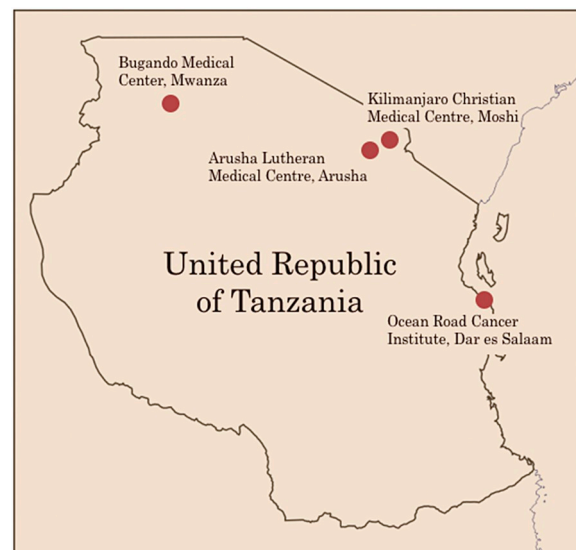 Bugando Medical
Center, Mwanza
Kilimanjaro Christian
Medical Centre, Moshi
Arusha Lutheran
Medical Centre, Arusha
United Republic
of Tanzania
Ocean Road Cancer
Institute, Dar es Salaam